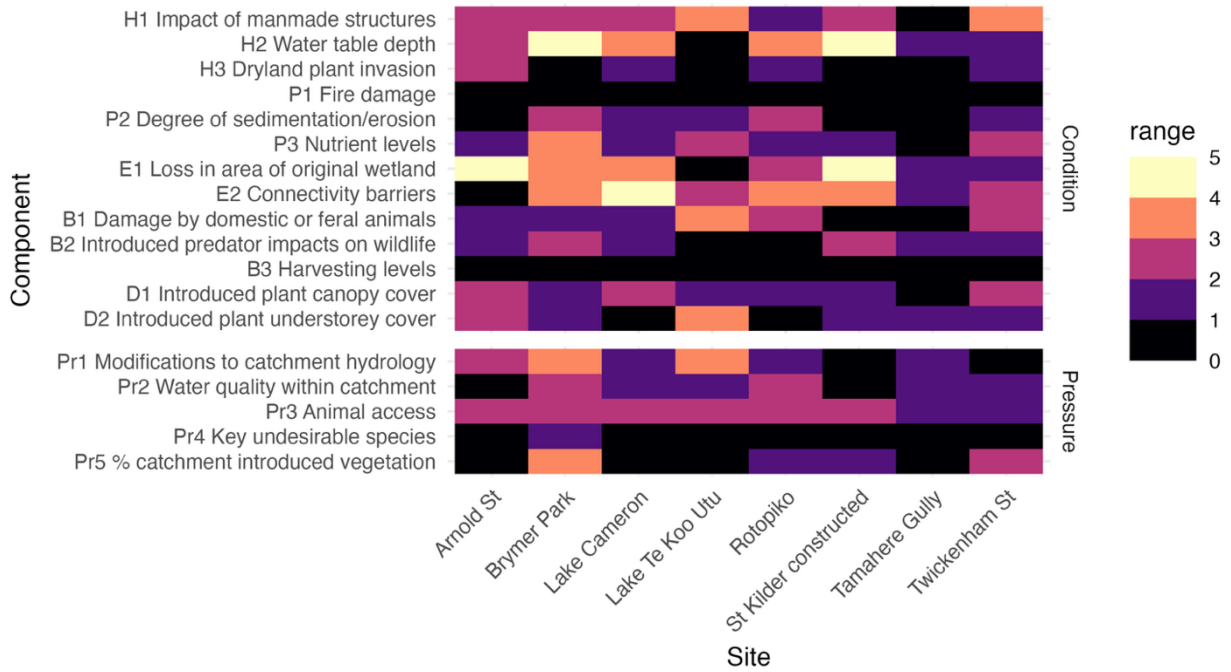 Component
H1 Impact of manmade structures
H2 Water table depth
H3 Dryland plant invasion
P1 Fire damage
P2 Degree of sedimentation/erosion
P3 Nutrient levels
E1 Loss in area of original wetland
E2 Connectivity barriers
B1 Damage by domestic or feral animals
B2 Introduced predator impacts on wildlife
B3 Harvesting levels
D1 Introduced plant canopy cover
D2 Introduced plant understorey cover
Condition
Pr1 Modifications to catchment hydrology
Pr2 Water quality within catchment
Pr3 Animal access
Pr4 Key undesirable species
Pr5 % catchment introduced vegetation
Pressure
Arnold St
Brymer Park
Lake Cameron
Lake Te Koo Utu
Rotopiko
St Kilder constructed
Tamahere Gully
Twickenham St
Site
range
5
4
3
2
1
0